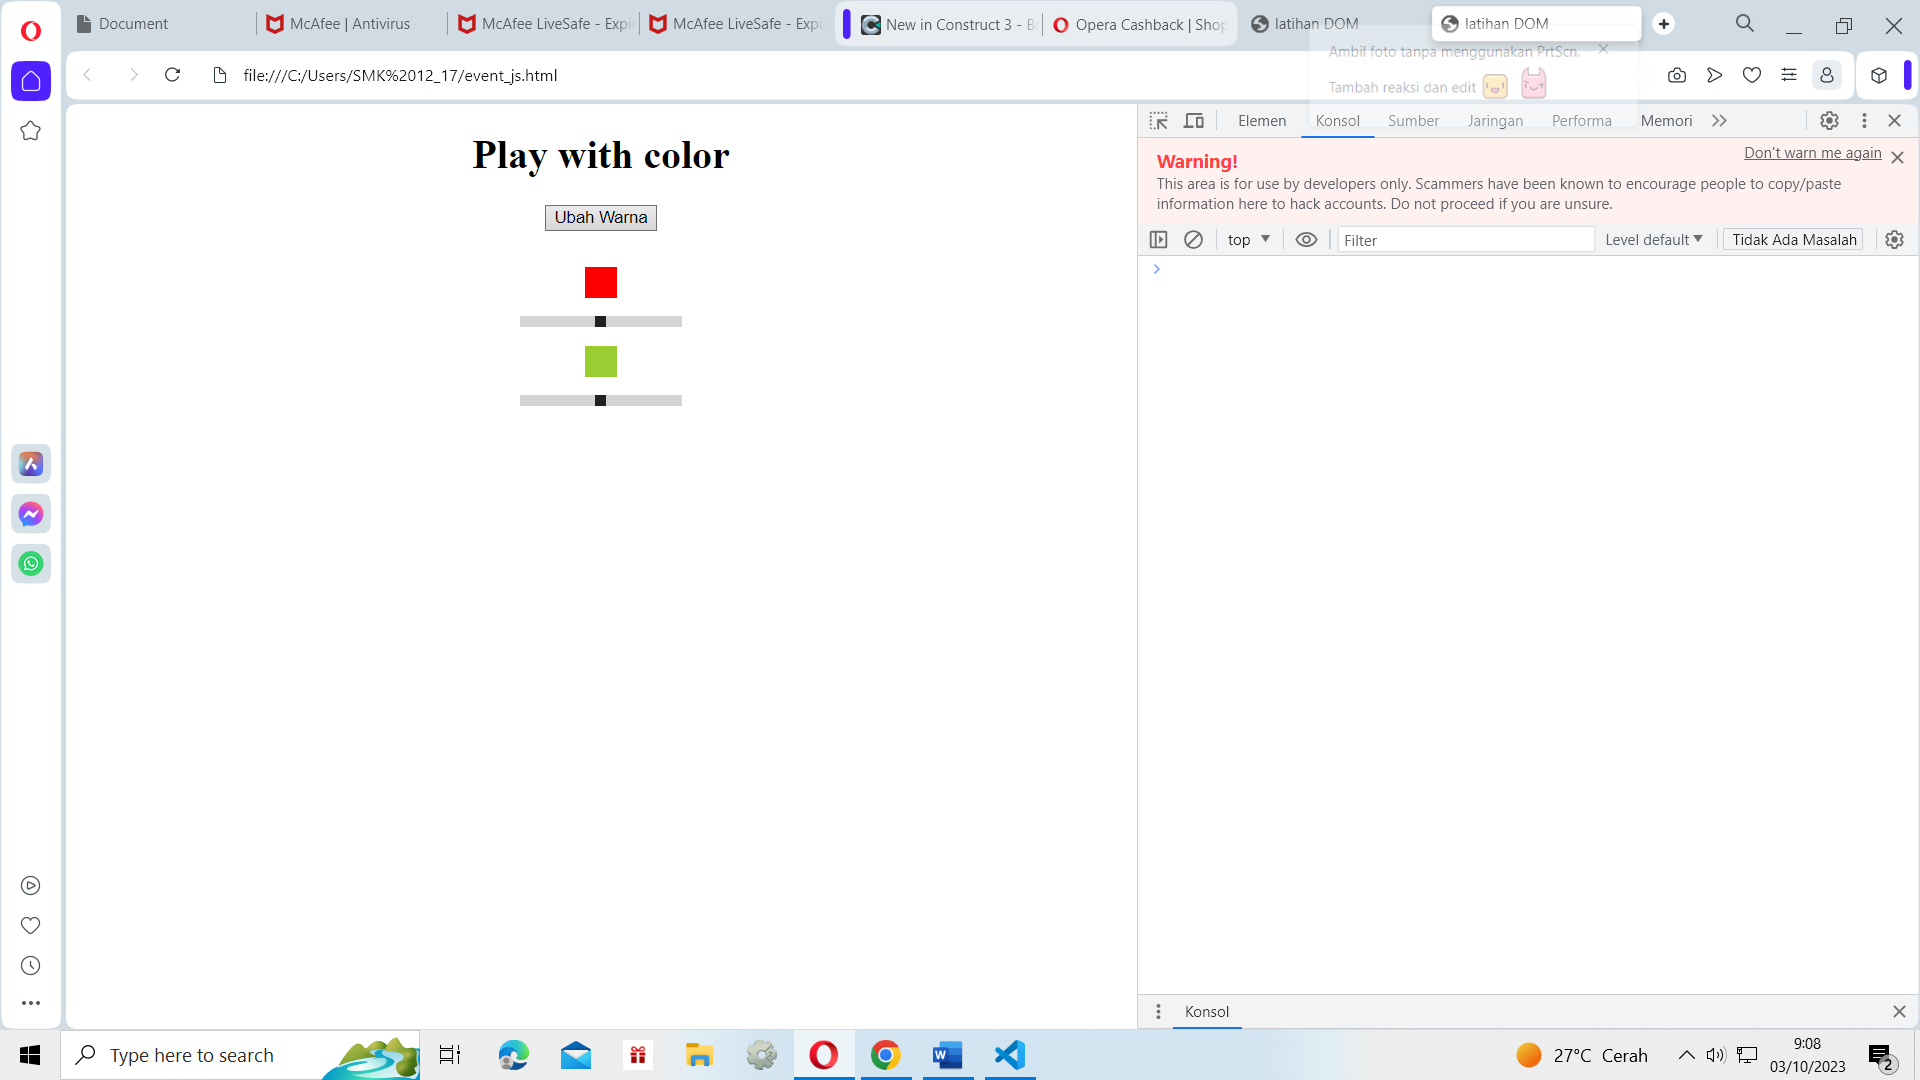 Document
McAfee | Antivirus
McAfee LiveSafe - Expi
McAfee LiveSafe - Expi
New in Construct 3 - B
Opera Cashback | Shop
latihan DOM
latihan DOM
file:///C:/Users/SMK%2012_17/event_js.html
Ambil foto tanpa menggunakan PrtScn.
Tambah reaksi dan edit
Play with color
Ubah Warna
Elemen
Konsol
Sumber
Jaringan
Performa
Memori
Warning!
Don't warn me again
This area is for use by developers only. Scammers have been known to encourage people to copy/paste
information here to hack accounts. Do not proceed if you are unsure.
top
Filter
Level default
Tidak Ada Masalah
Konsol
Type here to search
27°C Cerah
9:08
03/10/2023
2